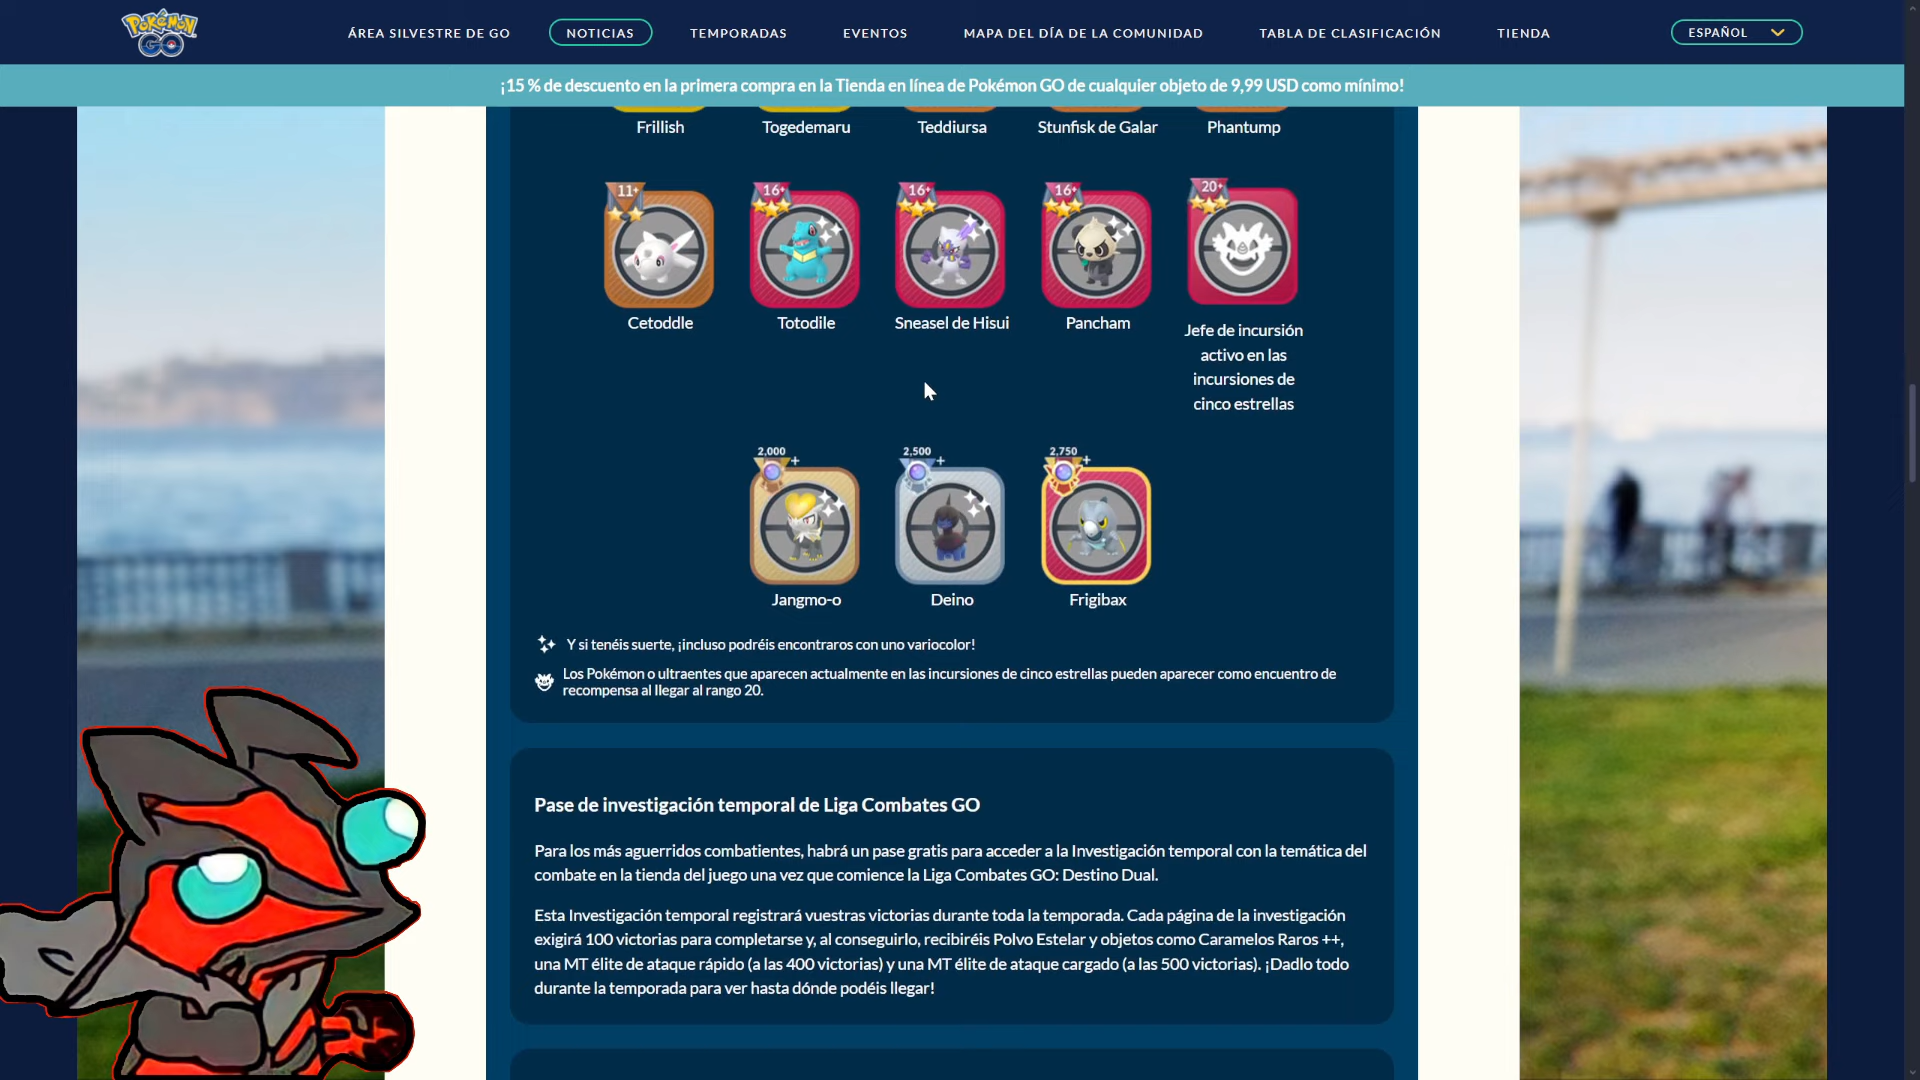 Pokémon GO
ÁREA SILVESTRE DE GO
NOTICIAS
TEMPORADAS
EVENTOS
MAPA DEL DÍA DE LA COMUNIDAD
TABLA DE CLASIFICACIÓN
TIENDA
ESPAÑOL
¡15 % de descuento en la primera compra en la Tienda en línea de Pokémon GO de cualquier objeto de 9,99 USD como mínimo!
Frillish
Togedemaru
Teddiursa
Stunfisk de Galar
Phantump
11+
16+
16+
16+
20+
Cetoddle
Totodile
Sneasel de Hisui
Pancham
Jefe de incursión
activo en las
incursiones de
cinco estrellas
2,000+
2,500+
2,750+
Jangmo-o
Deino
Frigibax
Y si tenéis suerte, ¡incluso podréis encontraros con uno variocolor!
Los Pokémon o ultraentes que aparecen actualmente en las incursiones de cinco estrellas pueden aparecer como encuentro de
recompensa al llegar al rango 20.
Pase de investigación temporal de Liga Combates GO
Para los más aguerridos combatientes, habrá un pase gratis para acceder a la Investigación temporal con la temática del
combate en la tienda del juego una vez que comience la Liga Combates GO: Destino Dual.
Esta Investigación temporal registrará vuestras victorias durante toda la temporada. Cada página de la investigación
exigirá 100 victorias para completarse y, al conseguirlo, recibiréis Polvo Estelar y objetos como Caramelos Raros ++,
una MT élite de ataque rápido (a las 400 victorias) y una MT élite de ataque cargado (a las 500 victorias). ¡Dadlo todo
durante la temporada para ver hasta dónde podéis llegar!